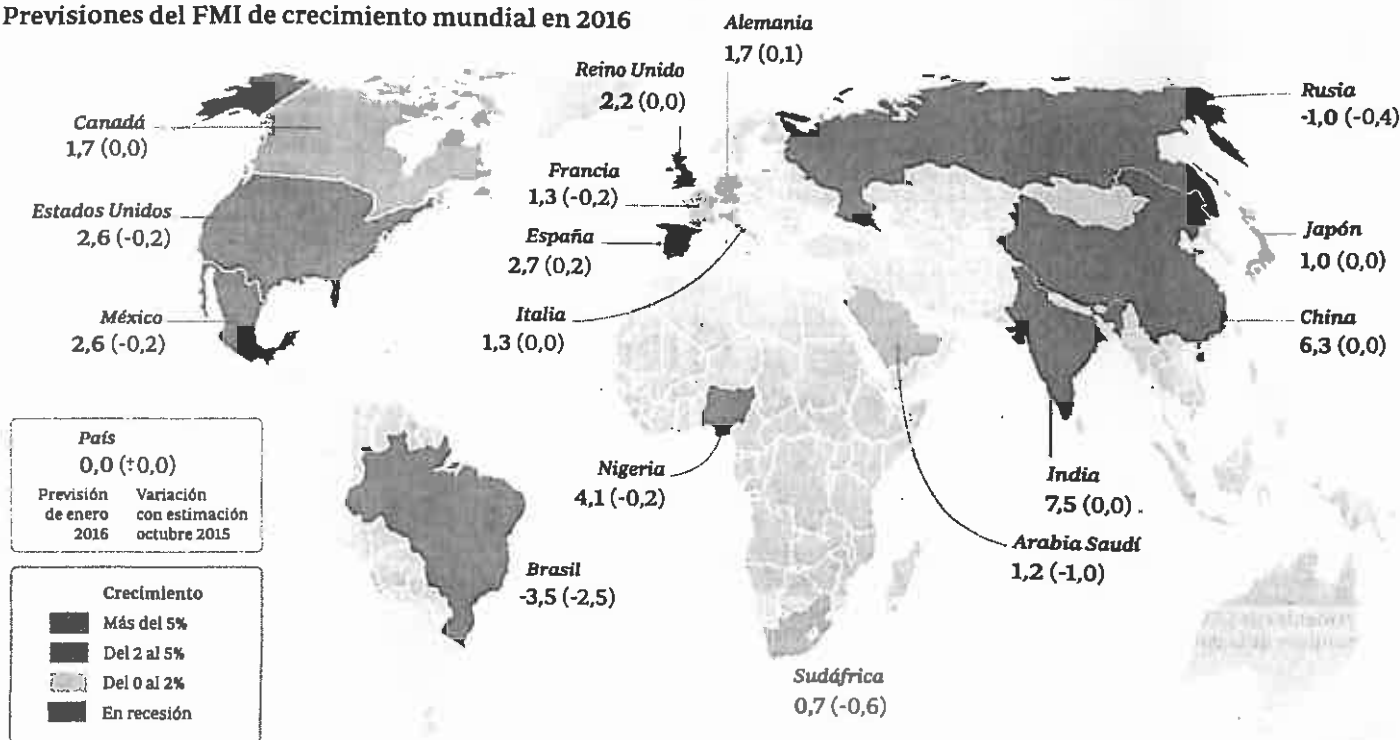 Previsiones del FMI de crecimiento mundial en 2016
Alemania
1,7 (0,1)
Reino Unido
2,2 (0,0)
Rusia
-1,0 (-0,4)
Canadá
1,7 (0,0)
Francia
1,3 (-0,2)
Estados Unidos
2,6 (-0,2)
España
2,7 (0,2)
Japón
1,0 (0,0)
México
2,6 (-0,2)
Italia
1,3 (0,0)
China
6,3 (0,0)
País
0,0 (±0,0)
Previsión de enero 2016
Variación con estimación octubre 2015
Nigeria
4,1 (-0,2)
India
7,5 (0,0)
Arabia Saudí
1,2 (-1,0)
Brasil
-3,5 (-2,5)
Crecimiento
Más del 5%
Del 2 al 5%
Del 0 al 2%
En recesión
Sudáfrica
0,7 (-0,6)